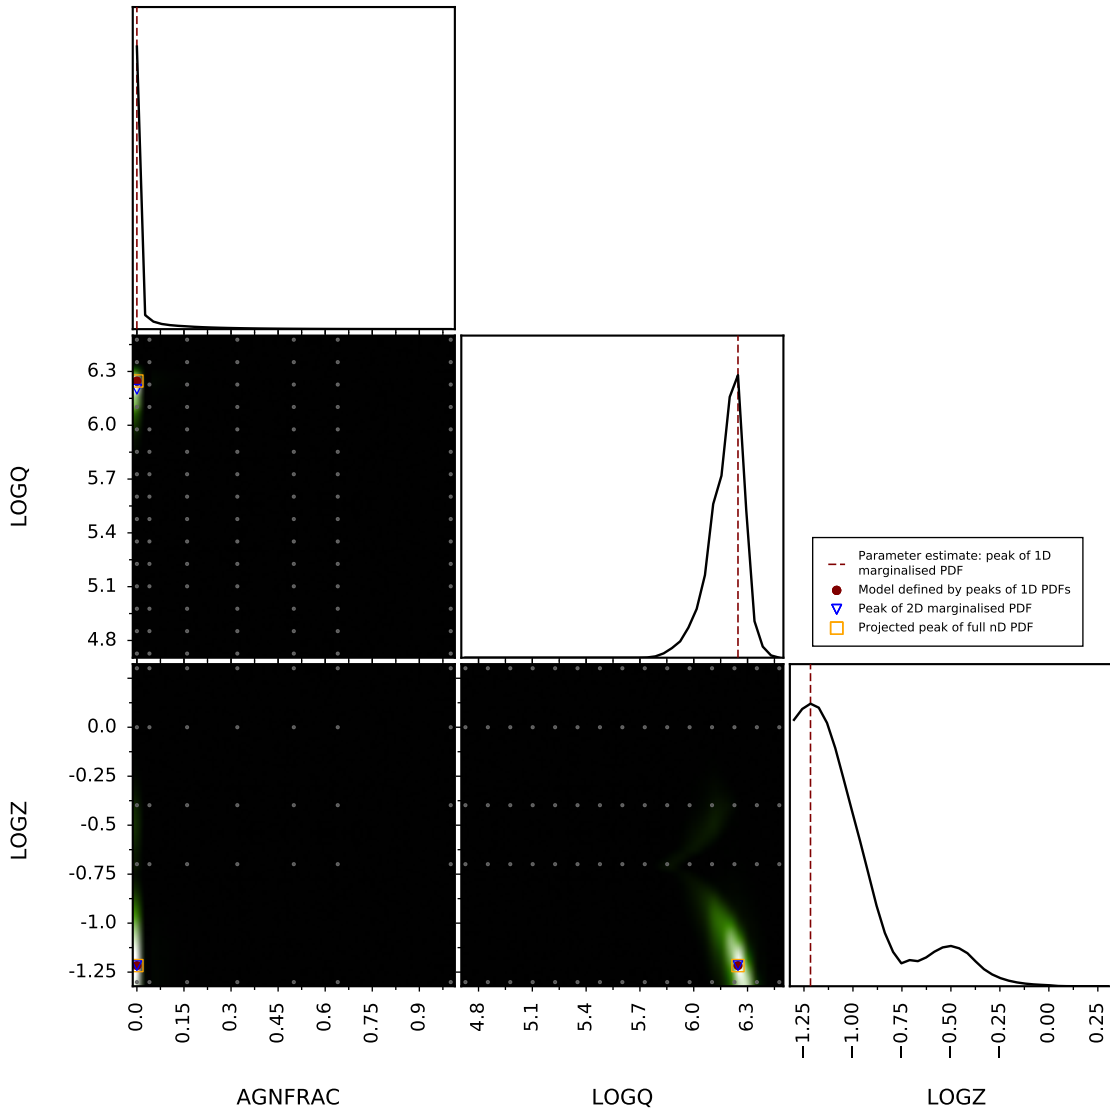 6.3
6.0
5.7
5.4
5.1
4.8
LOGQ
Parameter estimate: peak of 1D
marginalised PDF
Model defined by peaks of 1D PDFs
Peak of 2D marginalised PDF
Projected peak of full nD PDF
0.0
-0.25
-0.5
-0.75
-1.0
-1.25
LOGZ
0.0 0.15 0.3 0.45 0.6 0.75 0.9
4.8 5.1 5.4 5.7 6.0 6.3
−1.25 −1.00 −0.75 −0.50 −0.25 0.00 0.25
AGNFRAC LOGQ LOGZ